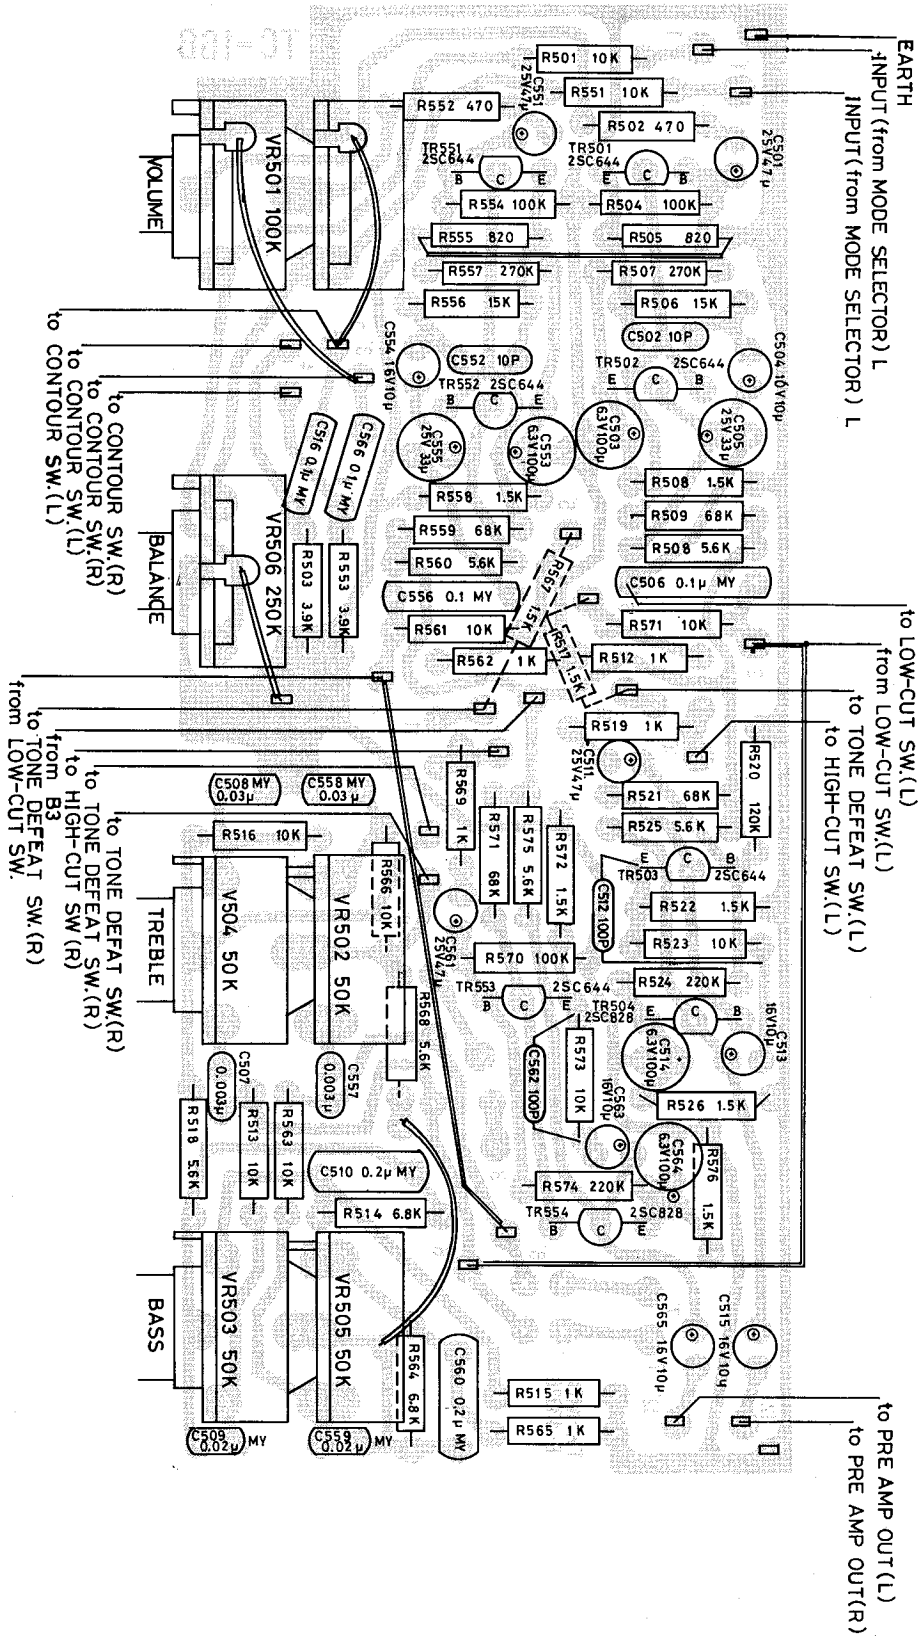 EARTH
INPUT (from MODE SELECTOR) L
INPUT (from MODE SELECTOR) L
TC-16G
R501 10K
C551
25V47μ
R551 10K
R552 470
R502 470
C501
25V47μ
TR551
2SC644
B C E
TR501
2SC644
E C B
R554 100K
R504 100K
R555 820
R505 820
R557 270K
R507 270K
R556 15K
R506 15K
VR501 100K
VOLUME
C554 16V10μ
C552 10P
C502 10P
C504 10V10μ
TR552 2SC644
B C E
TR502 2SC644
E C B
C555
25V 33μ
C553
6.3V100μ
C503
6.3V100μ
C505
25V 33μ
to CONTOUR SW.(R)
to CONTOUR SW.(R)
to CONTOUR SW.(L)
to CONTOUR SW.(L)
C516 0.1μ MY
C566 0.1μ MY
R558 1.5K
R508 1.5K
R559 68K
R509 68K
R560 5.6K
R508 5.6K
C556 0.1 MY
C506 0.1μ MY
R503 3.9K
R553 3.9K
VR506 250K
BALANCE
R567 1.5K
R517 1.5K
R561 10K
R571 10K
R562 1K
R512 1K
to LOW-CUT SW.(L)
from LOW-CUT SW.(L)
to TONE DEFEAT SW.(L)
to HIGH-CUT SW.(L)
R519 1K
C511
25V47μ
R520 120K
R569 1K
R521 68K
R571 68K
R575 5.6K
R572 1.5K
R525 5.6K
C508 MY
0.03μ
C558 MY
0.03μ
R516 10K
to TONE DEFAT SW.(R)
to TONE DEFEAT SW.(R)
to HIGH-CUT SW (R)
from B3
to TONE DEFEAT SW.(R)
from LOW-CUT SW.
E C B
TR503 2SC644
C512 100P
R522 1.5K
R566 10K
C561
25V47μ
R523 10K
R570 100K
R524 220K
V504 50K
VR502 50K
TREBLE
TR553 2SC644
B C E
TR504
2SC828
E C B
R568 5.6K
R573 10K
C562 100P
C514
6.3V100μ
C513
16V10μ
C563
16V10μ
R526 1.5K
C507
0.003μ
C557
0.003μ
R518 5.6K
R513 10K
R563 10K
C510 0.2μ MY
C564
6.3V100μ
R576 1.5K
R574 220K
R514 6.8K
TR554 2SC828
B C E
VR503 50K
VR505 50K
BASS
R564 6.8K
C560 0.2μ MY
C565 16V10μ
C515 16V10μ
R515 1K
R565 1K
C509
0.02μ MY
C559
0.02μ MY
to PRE AMP OUT(L)
to PRE AMP OUT(R)